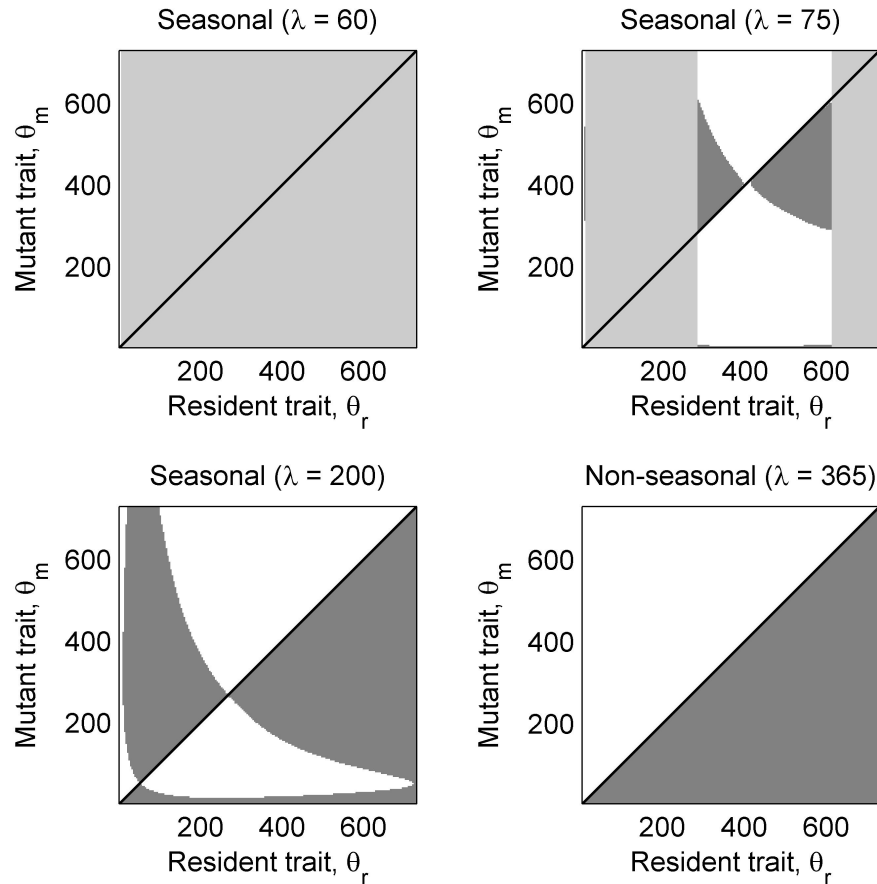 Seasonal (λ = 60)
600
400
200
Mutant trait, θm
200 400 600
Resident trait, θr
Seasonal (λ = 75)
600
400
200
Mutant trait, θm
200 400 600
Resident trait, θr
Seasonal (λ = 200)
600
400
200
Mutant trait, θm
200 400 600
Resident trait, θr
Non-seasonal (λ = 365)
600
400
200
Mutant trait, θm
200 400 600
Resident trait, θr